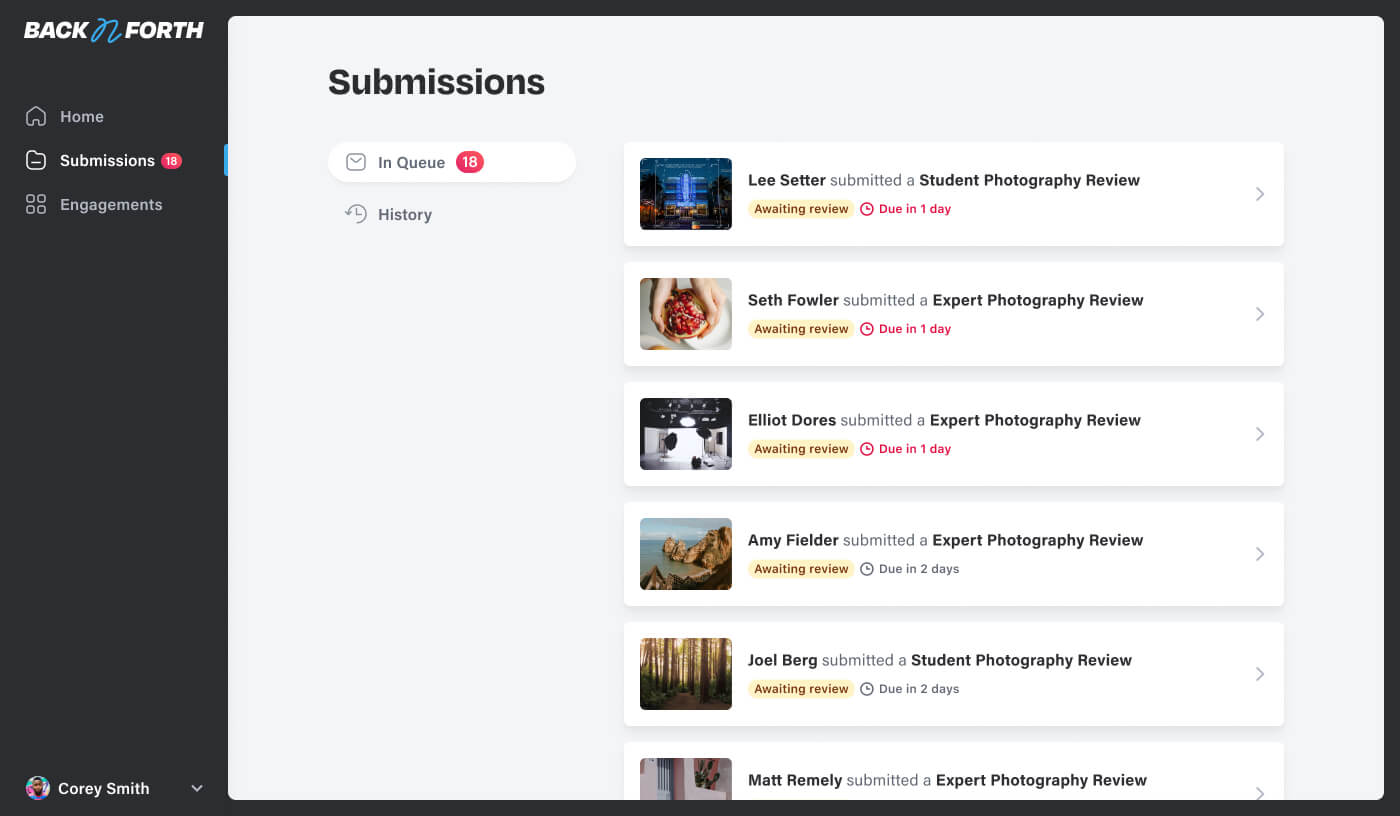 BACK n FORTH
Home
Submissions 18
Engagements
Corey Smith
Submissions
In Queue 18
History
Lee Setter submitted a Student Photography Review
Awaiting review Due in 1 day
Seth Fowler submitted a Expert Photography Review
Awaiting review Due in 1 day
Elliot Dores submitted a Expert Photography Review
Awaiting review Due in 1 day
Amy Fielder submitted a Expert Photography Review
Awaiting review Due in 2 days
Joel Berg submitted a Student Photography Review
Awaiting review Due in 2 days
Matt Remely submitted a Expert Photography Review